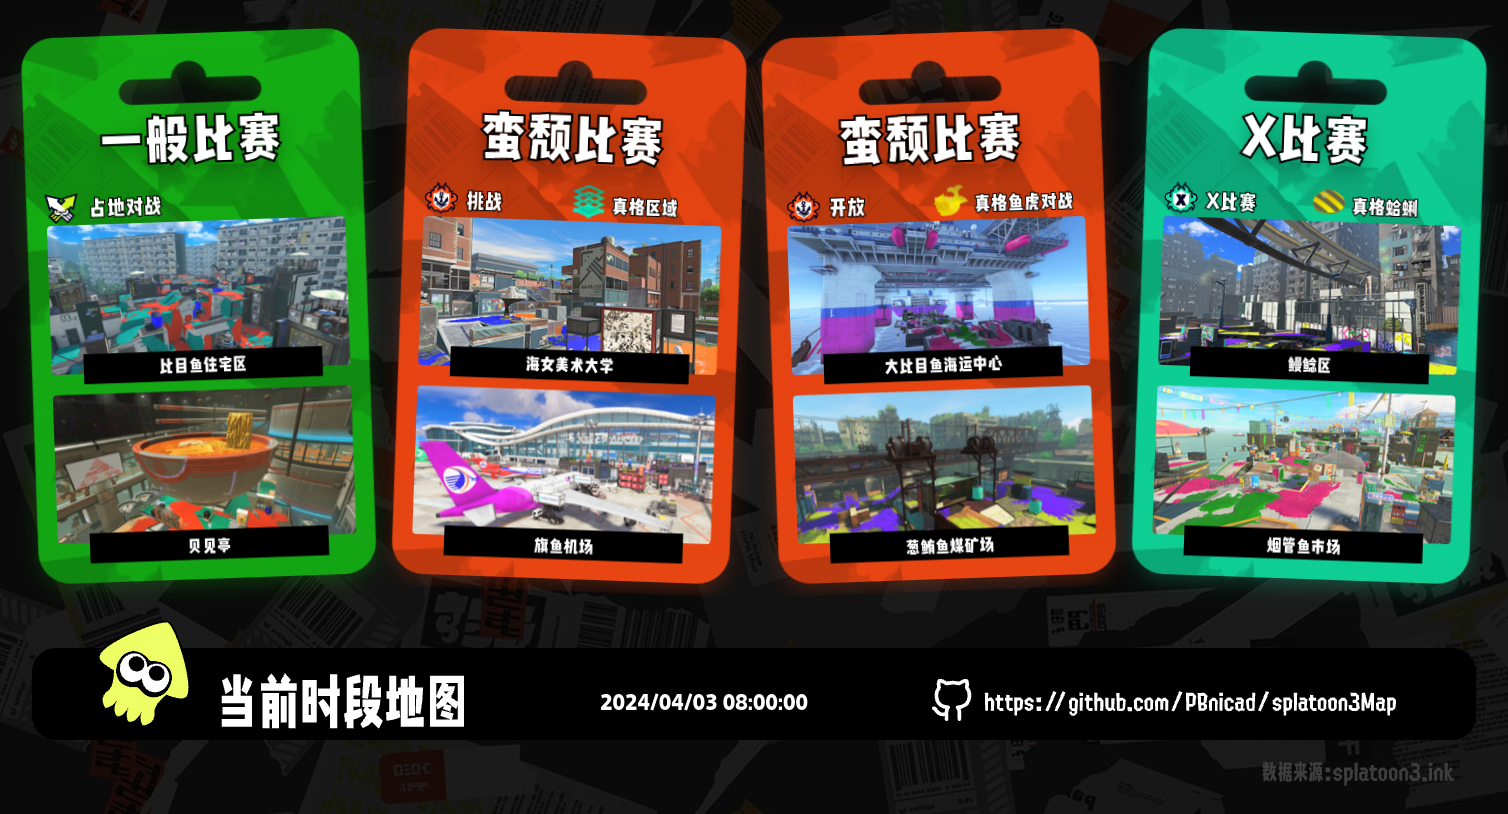 一般比赛
占地对战
比目鱼住宅区
贝见亭
蛮颓比赛
挑战
真格区域
海女美术大学
旗鱼机场
蛮颓比赛
开放
真格鱼虎对战
大比目鱼海运中心
葱鲔鱼煤矿场
X比赛
X比赛
真格蛤蜊
鳗鲶区
烟管鱼市场
当前时段地图
2024/04/03 08:00:00
https://github.com/PBnicad/splatoon3Map
数据来源:splatoon3.ink